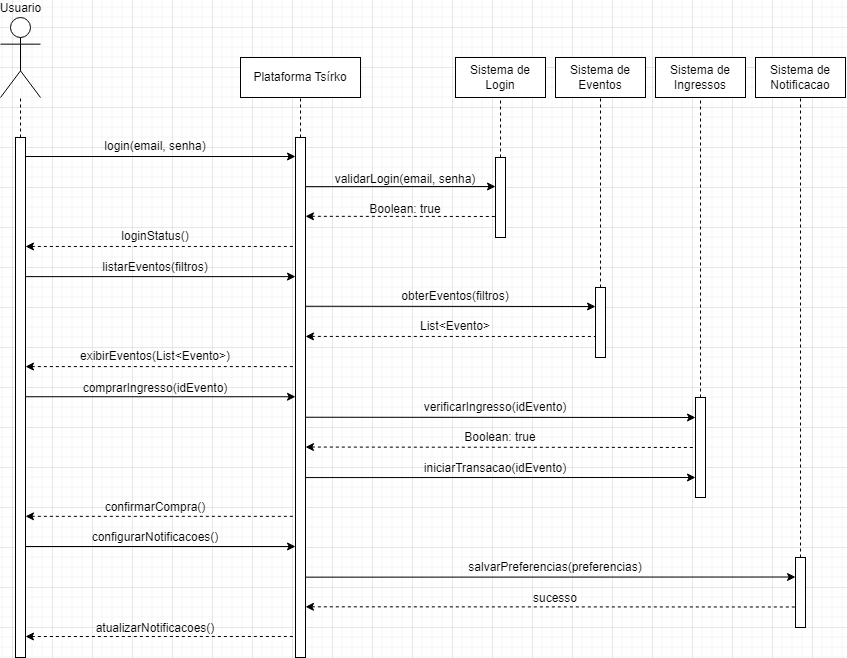 Usuario
Plataforma Tsírko
Sistema de
Login
Sistema de
Eventos
Sistema de
Ingressos
Sistema de
Notificacao
login(email, senha)
validarLogin(email, senha)
Boolean: true
loginStatus()
listarEventos(filtros)
obterEventos(filtros)
List<Evento>
exibirEventos(List<Evento>)
comprarIngresso(idEvento)
verificarIngresso(idEvento)
Boolean: true
iniciarTransacao(idEvento)
confirmarCompra()
configurarNotificacoes()
salvarPreferencias(preferencias)
sucesso
atualizarNotificacoes()